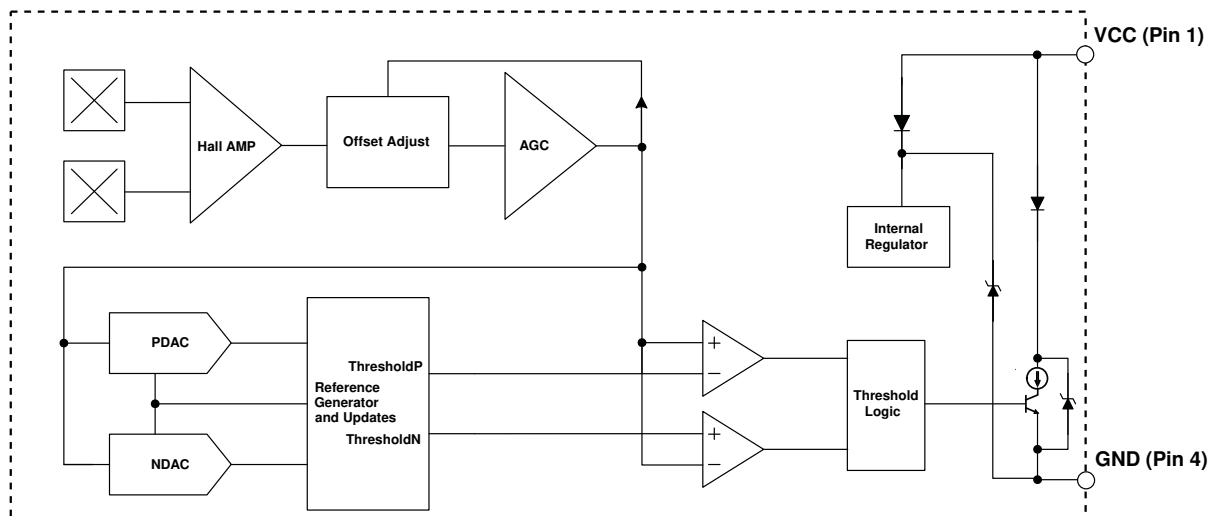 VCC (Pin 1)
Hall AMP
Offset Adjust
AGC
Internal
Regulator
PDAC
ThresholdP
Reference
Generator
and Updates
ThresholdN
NDAC
+
−
+
−
Threshold
Logic
GND (Pin 4)